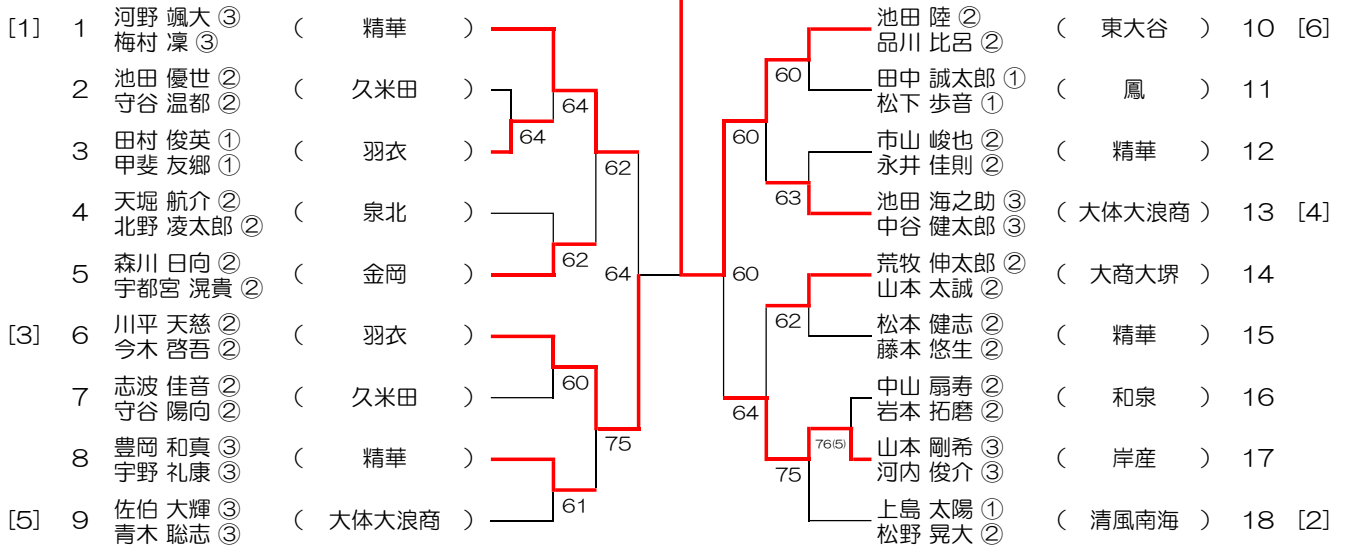 [1] 1 河野 颯大 ③ ( 精華 )
梅村 凜 ③
2 池田 優世 ② ( 久米田 )
守谷 温都 ②
3 田村 俊英 ① ( 羽衣 )
甲斐 友郷 ①
4 天堀 航介 ② ( 泉北 )
北野 凌太郎 ②
5 森川 日向 ② ( 金岡 )
宇都宮 滉貴 ②
[3] 6 川平 天慈 ② ( 羽衣 )
今木 啓吾 ②
7 志波 佳音 ② ( 久米田 )
守谷 陽向 ②
8 豊岡 和真 ③ ( 精華 )
宇野 礼康 ③
[5] 9 佐伯 大輝 ③ ( 大体大浪商 )
青木 聡志 ③
64
64
62
62
64
60
75
61
池田 陸 ② ( 東大谷 ) 10 [6]
品川 比呂 ②
田中 誠太郎 ① ( 鳳 ) 11
松下 歩音 ①
市山 峻也 ② ( 精華 ) 12
永井 佳則 ②
池田 海之助 ③ ( 大体大浪商 ) 13 [4]
中谷 健太郎 ③
荒牧 伸太郎 ② ( 大商大堺 ) 14
山本 太誠 ②
松本 健志 ② ( 精華 ) 15
藤本 悠生 ②
中山 扇寿 ② ( 和泉 ) 16
岩本 拓磨 ②
山本 剛希 ③ ( 岸産 ) 17
河内 俊介 ③
上島 太陽 ① ( 清風南海 ) 18 [2]
松野 晃大 ②
60
60
63
60
62
64
76(5)
75